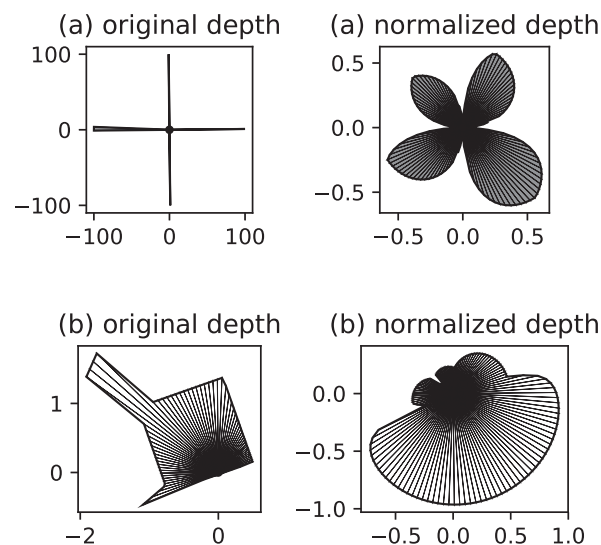 (a) original depth
(a) normalized depth
100
0
−100
−100 0 100
0.5
0.0
−0.5
−0.5 0.0 0.5
(b) original depth
(b) normalized depth
1
0
−2 0
0.0
−0.5
−1.0
−0.5 0.0 0.5 1.0